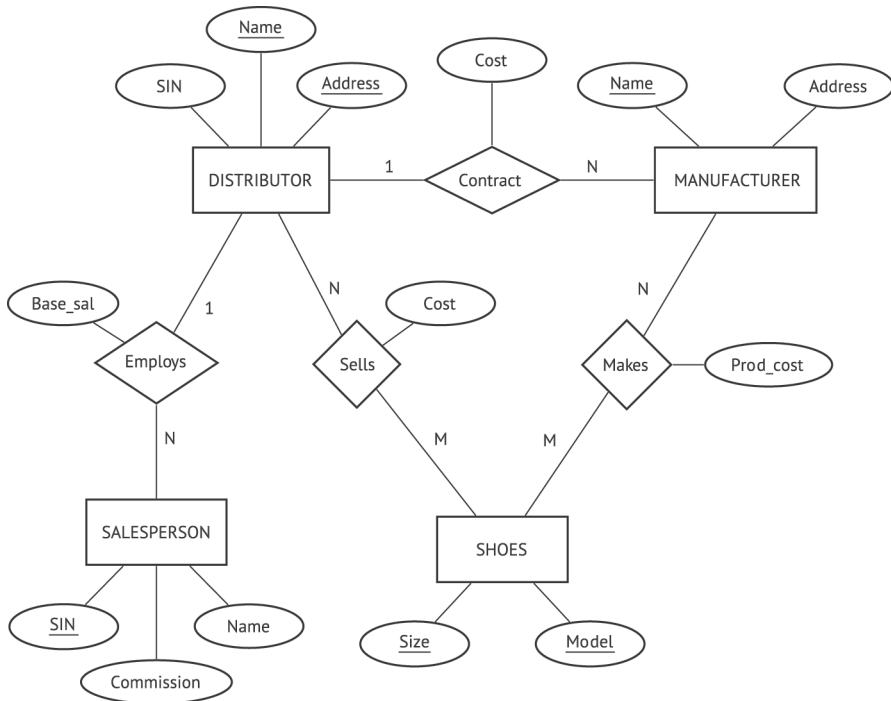 Name
Cost
SIN
Address
Name
Address
DISTRIBUTOR
1
Contract
N
MANUFACTURER
Base_sal
1
N
Cost
N
Employs
Sells
Makes
Prod_cost
N
M
M
SALESPERSON
SHOES
SIN
Name
Size
Model
Commission